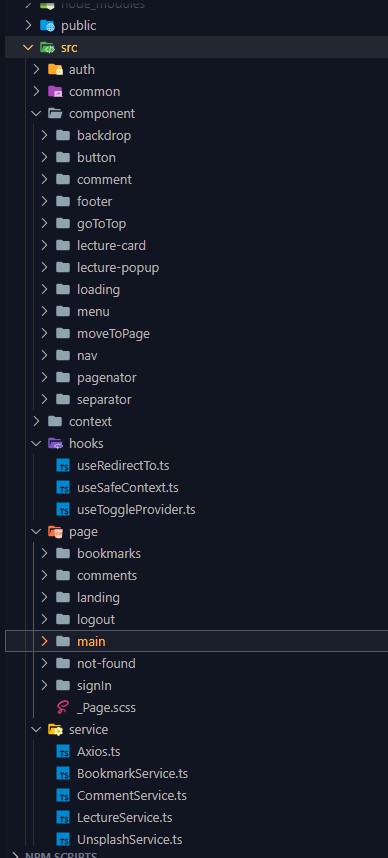 node_modules
public
src
auth
common
component
backdrop
button
comment
footer
goToTop
lecture-card
lecture-popup
loading
menu
moveToPage
nav
pagenator
separator
context
hooks
TS useRedirectTo.ts
TS useSafeContext.ts
TS useToggleProvider.ts
page
bookmarks
comments
landing
logout
main
not-found
signIn
_Page.scss
service
TS Axios.ts
TS BookmarkService.ts
TS CommentService.ts
TS LectureService.ts
TS UnsplashService.ts
NPM SCRIPTS